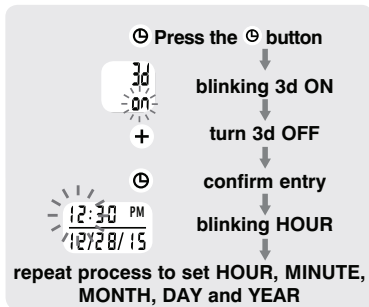 Press the button
3d
on
blinking 3d ON
+
turn 3d OFF
confirm entry
12:30 PM
12/28/15
blinking HOUR
repeat process to set HOUR, MINUTE,
MONTH, DAY and YEAR